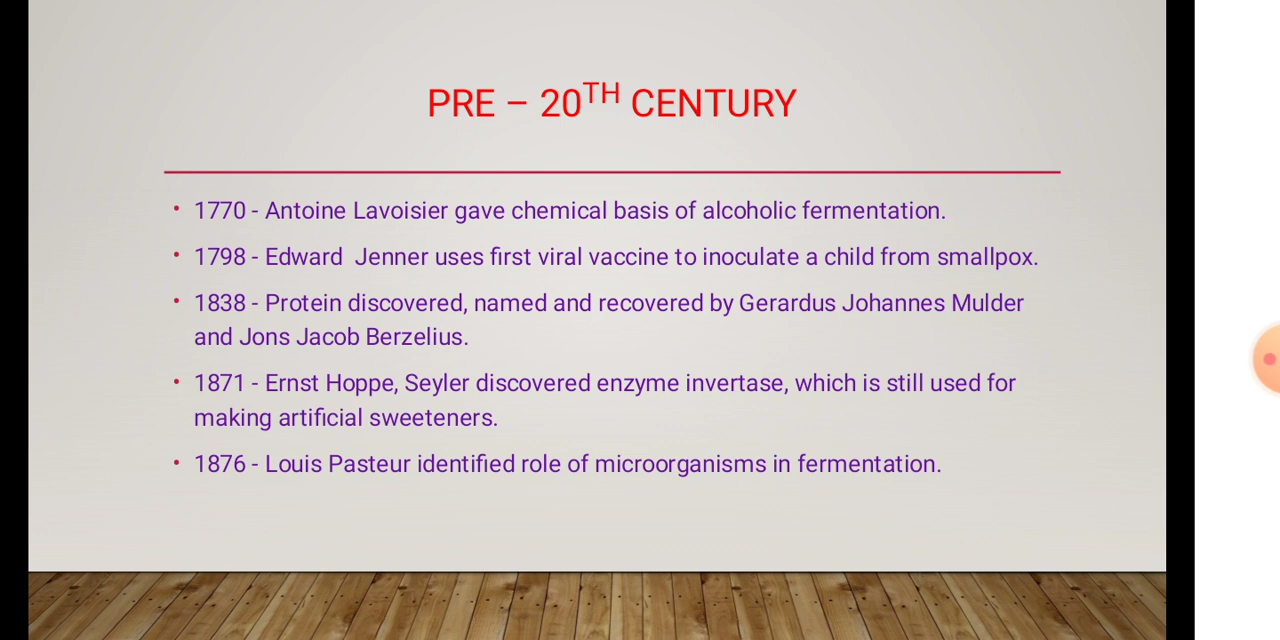 PRE – 20TH CENTURY
• 1770 - Antoine Lavoisier gave chemical basis of alcoholic fermentation.
• 1798 - Edward  Jenner uses first viral vaccine to inoculate a child from smallpox.
• 1838 - Protein discovered, named and recovered by Gerardus Johannes Mulder
and Jons Jacob Berzelius.
• 1871 - Ernst Hoppe, Seyler discovered enzyme invertase, which is still used for
making artificial sweeteners.
• 1876 - Louis Pasteur identified role of microorganisms in fermentation.